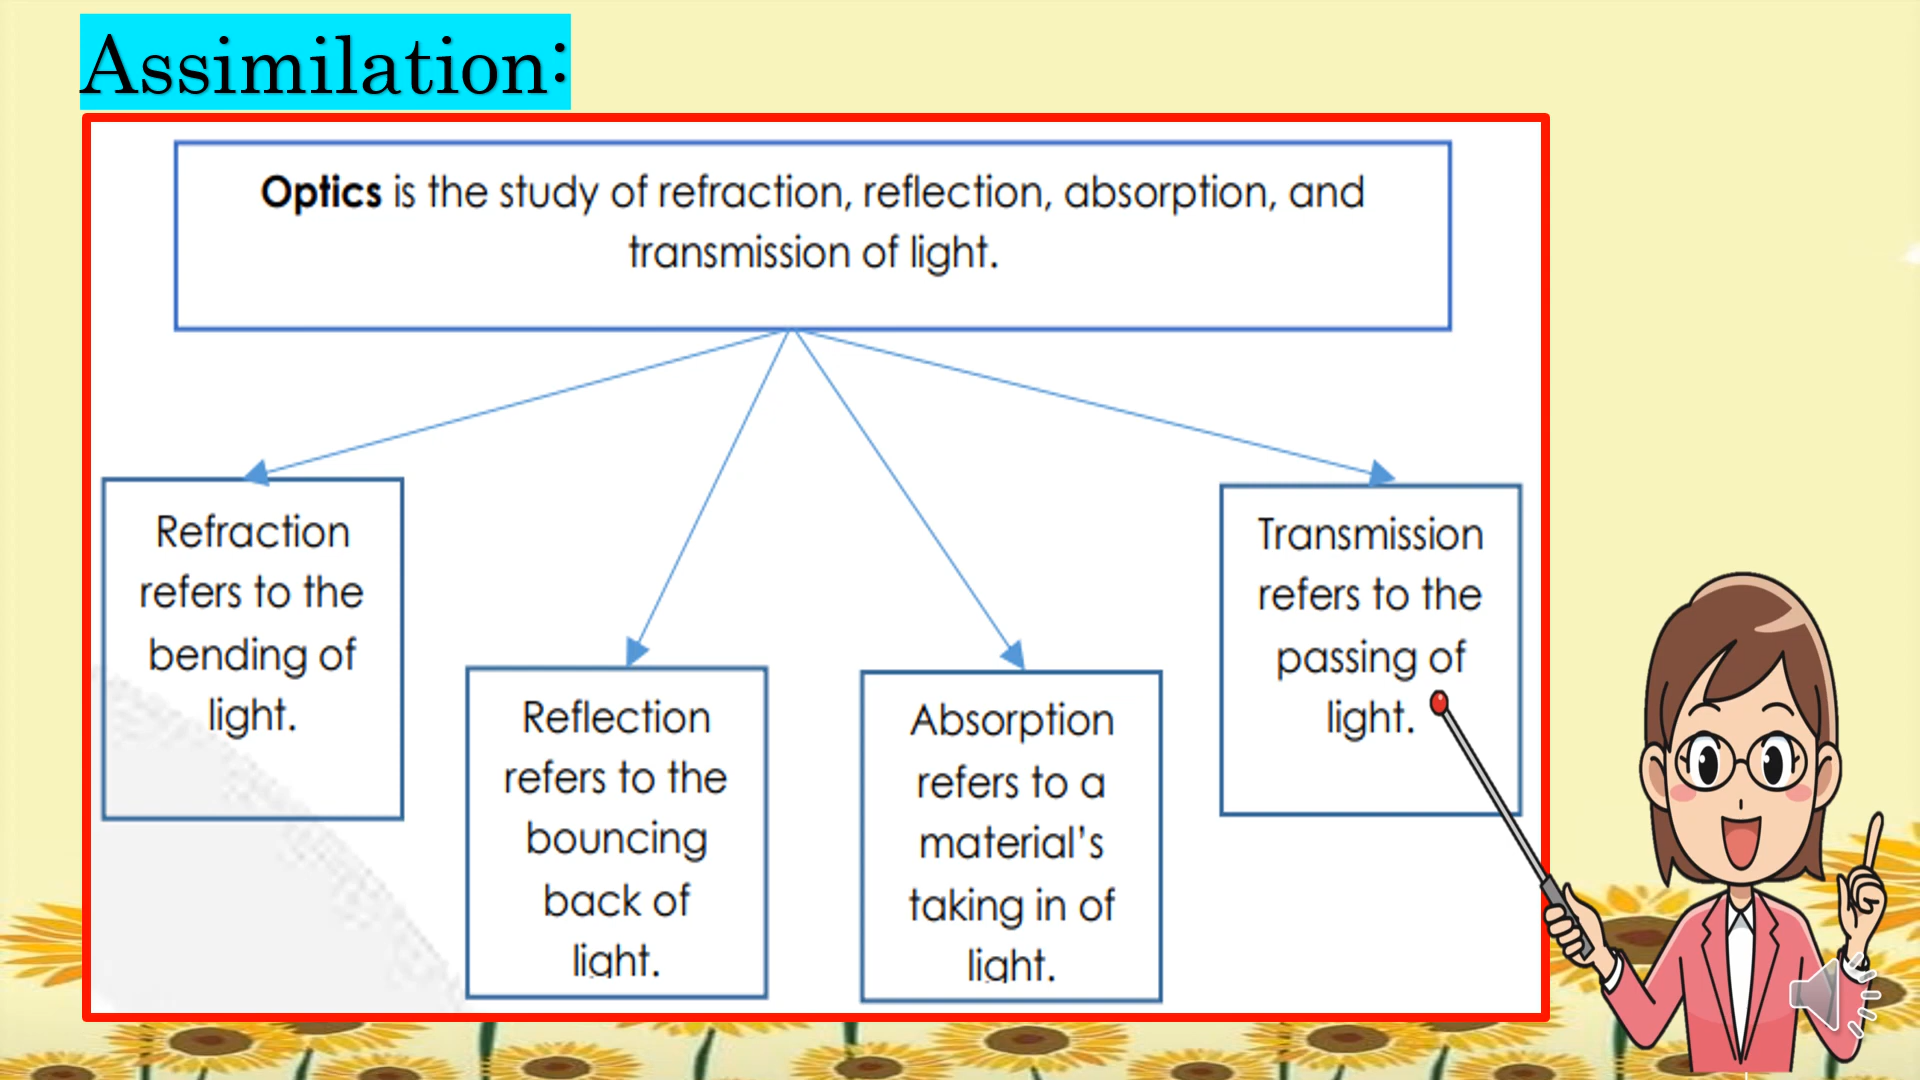 Assimilation:
Optics is the study of refraction, reflection, absorption, and
transmission of light.
Refraction
refers to the
bending of
light.
Reflection
refers to the
bouncing
back of
light.
Absorption
refers to a
material’s
taking in of
light.
Transmission
refers to the
passing of
light.